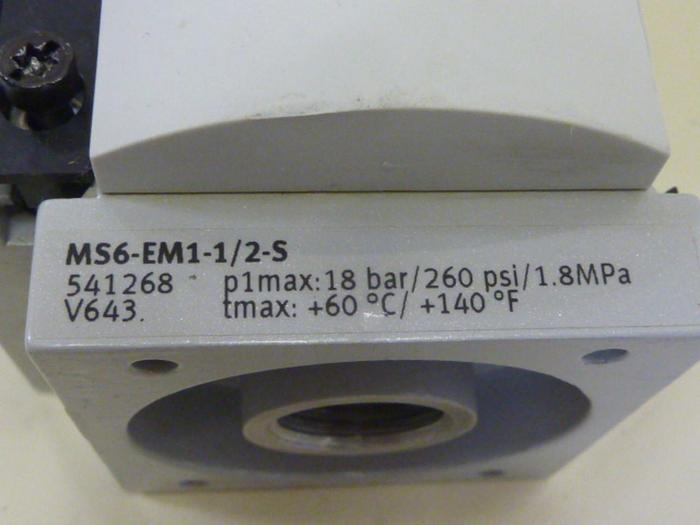 MS6-EM1-1/2-S
541268 p1max: 18 bar/260 psi/1.8MPa
V643. tmax: +60 °C/ +140 °F